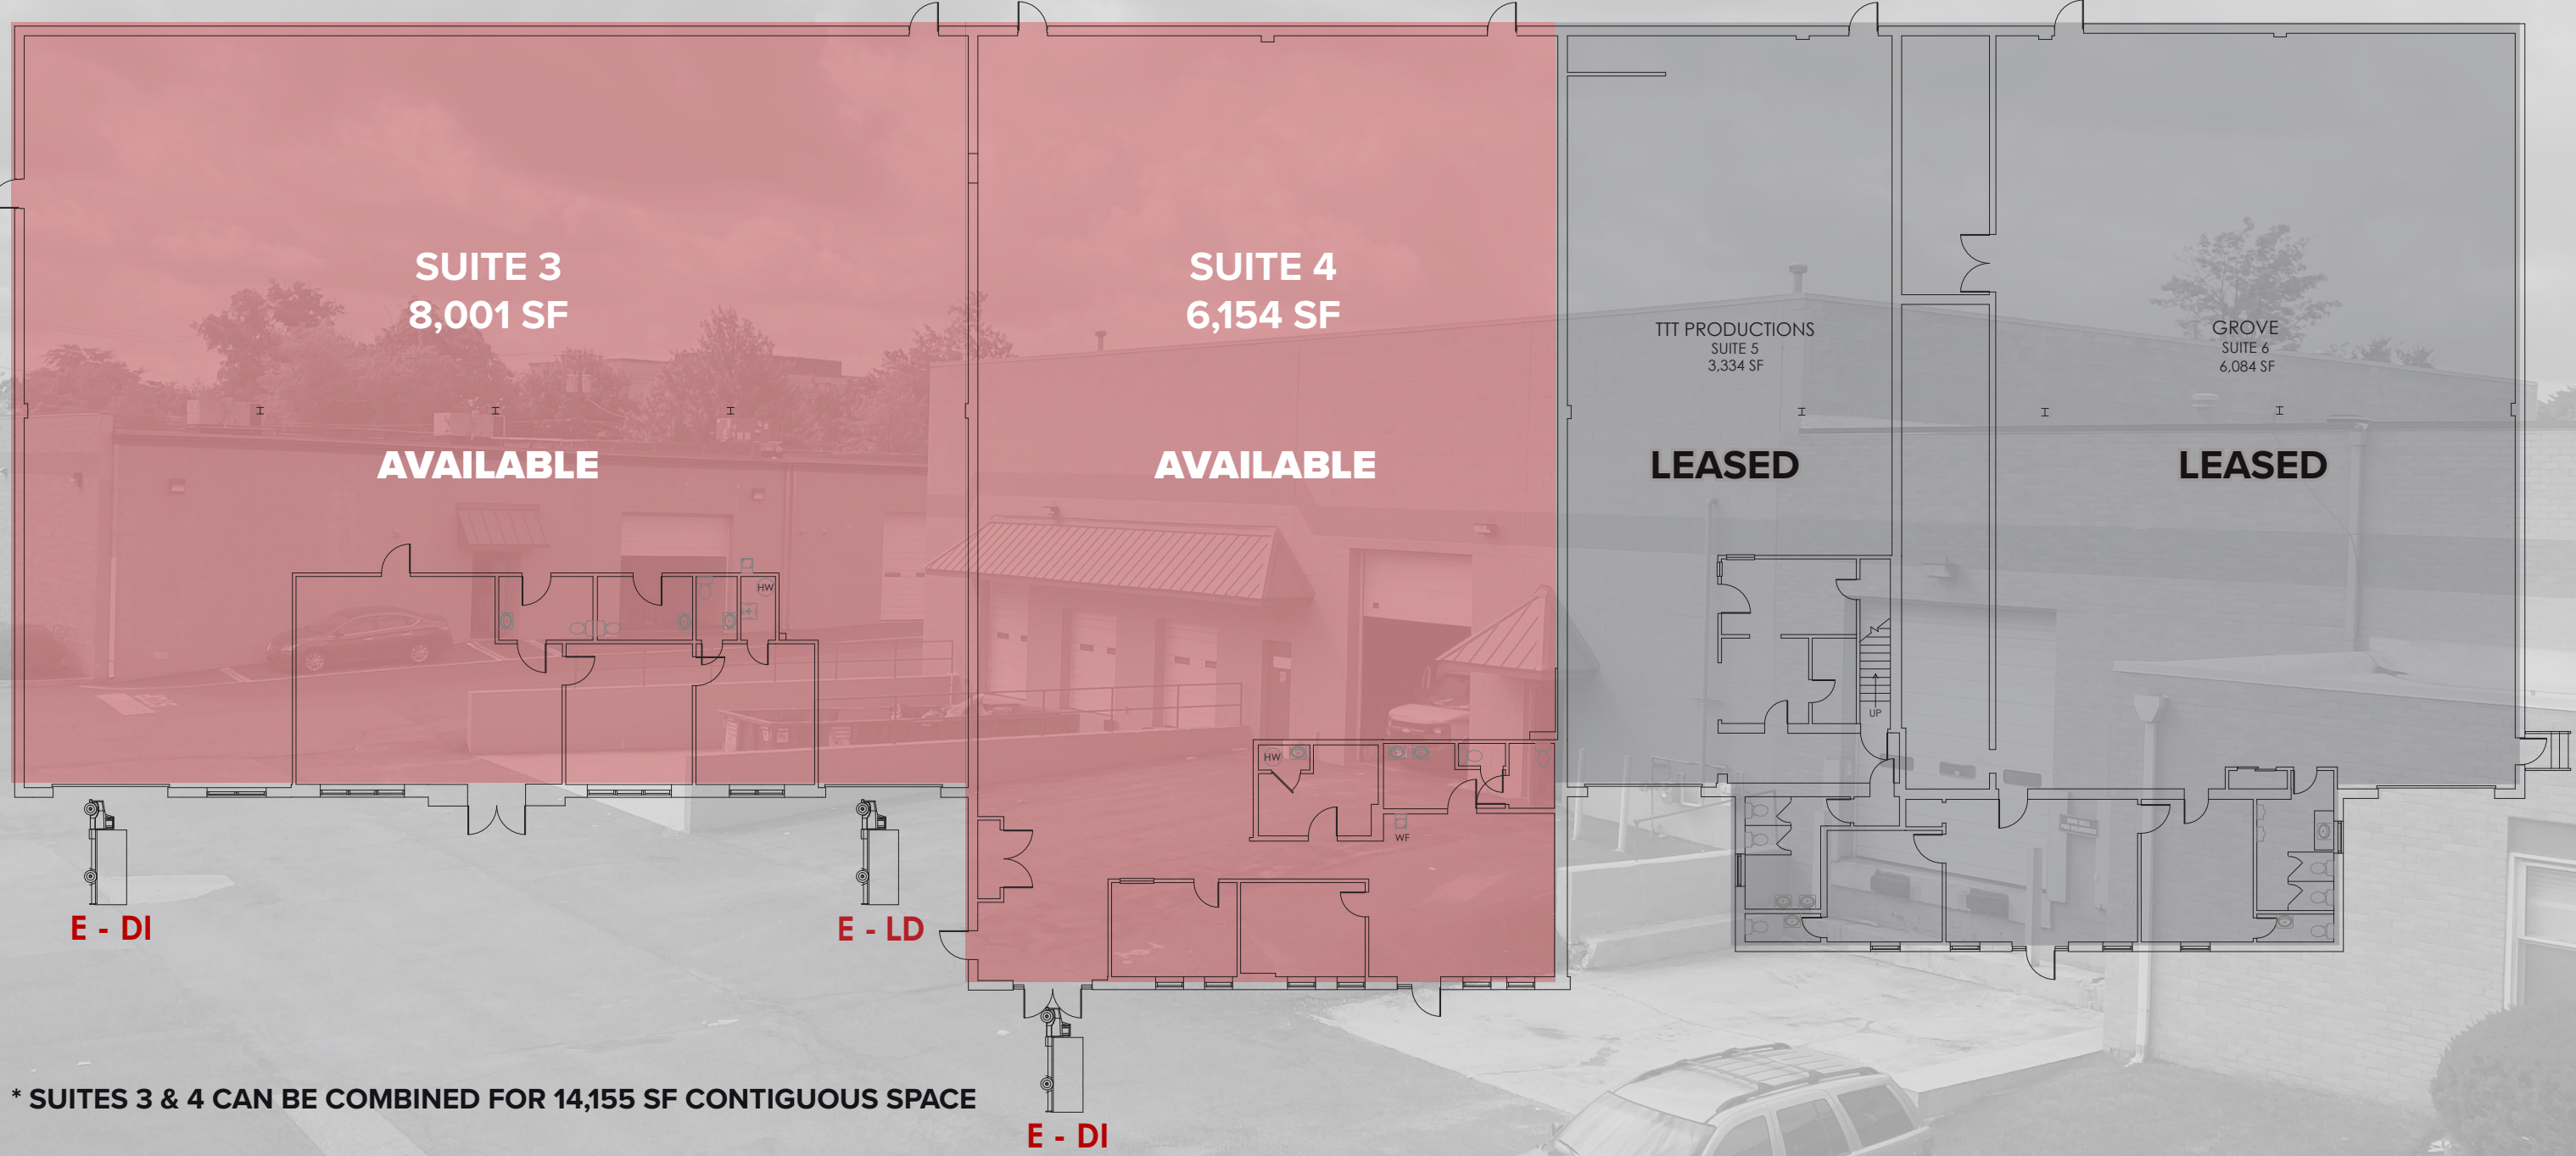 SUITE 3
8,001 SF
AVAILABLE
SUITE 4
6,154 SF
AVAILABLE
TTT PRODUCTIONS
SUITE 5
3,334 SF
LEASED
GROVE
SUITE 6
6,084 SF
LEASED
HW
HW
WF
UP
E - DI
E - LD
E - DI
* SUITES 3 & 4 CAN BE COMBINED FOR 14,155 SF CONTIGUOUS SPACE